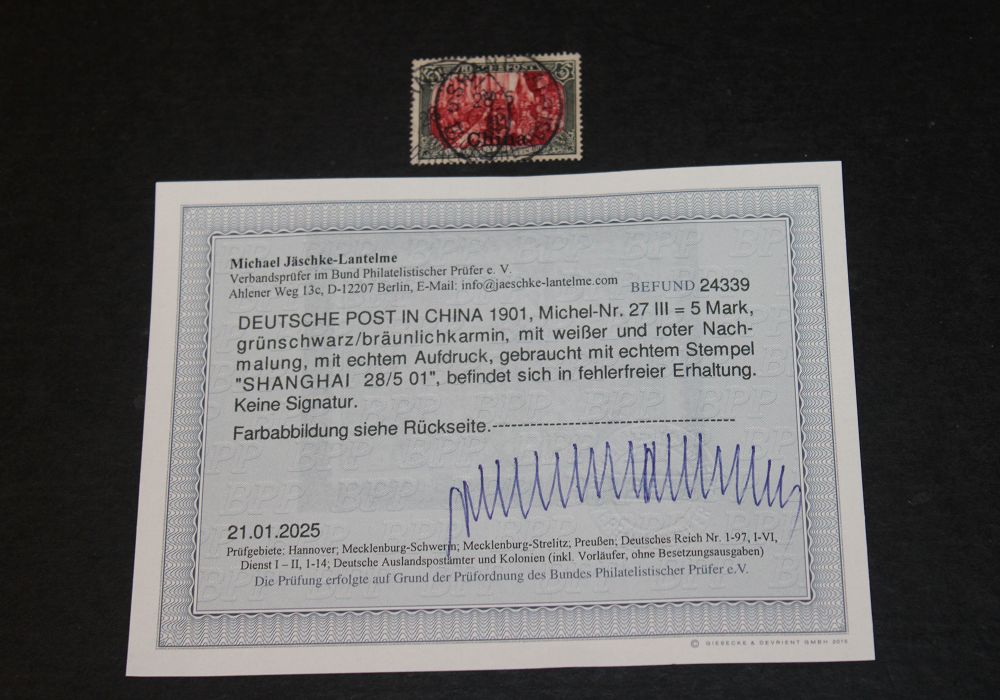 China
Michael Jäschke-Lantelme
Verbandsprüfer im Bund Philatelistischer Prüfer e. V.
Ahlener Weg 13c, D-12207 Berlin, E-Mail: info@jaeschke-lantelme.com BEFUND 24339
DEUTSCHE POST IN CHINA 1901, Michel-Nr. 27 III = 5 Mark,
grünschwarz/bräunlichkarmin, mit weißer und roter Nach-
malung, mit echtem Aufdruck, gebraucht mit echtem Stempel
"SHANGHAI 28/5 01", befindet sich in fehlerfreier Erhaltung.
Keine Signatur.
Farbabbildung siehe Rückseite.-----------------------------------------
21.01.2025
Prüfgebiete: Hannover; Mecklenburg-Schwerin; Mecklenburg-Strelitz; Preußen; Deutsches Reich Nr. 1-97, I-VI,
Dienst I – II, 1-14; Deutsche Auslandspostämter und Kolonien (inkl. Vorläufer, ohne Besetzungsausgaben)
Die Prüfung erfolgte auf Grund der Prüfordnung des Bundes Philatelistischer Prüfer e.V.
© GIESECKE & DEVRIENT GMBH 2015